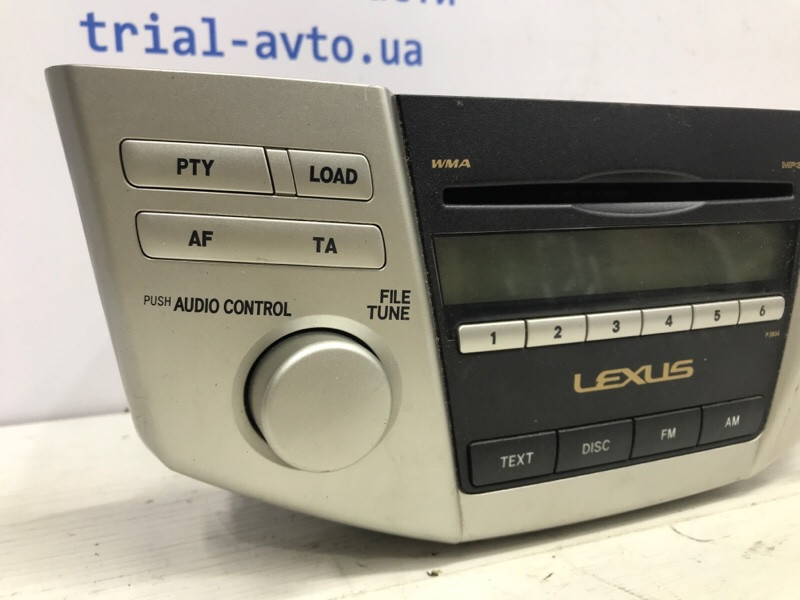 trial-avto.ua
PTY LOAD
AF TA
PUSH AUDIO CONTROL
FILE
TUNE
WMA
1 2 3 4 5 6
LEXUS
TEXT DISC FM AM